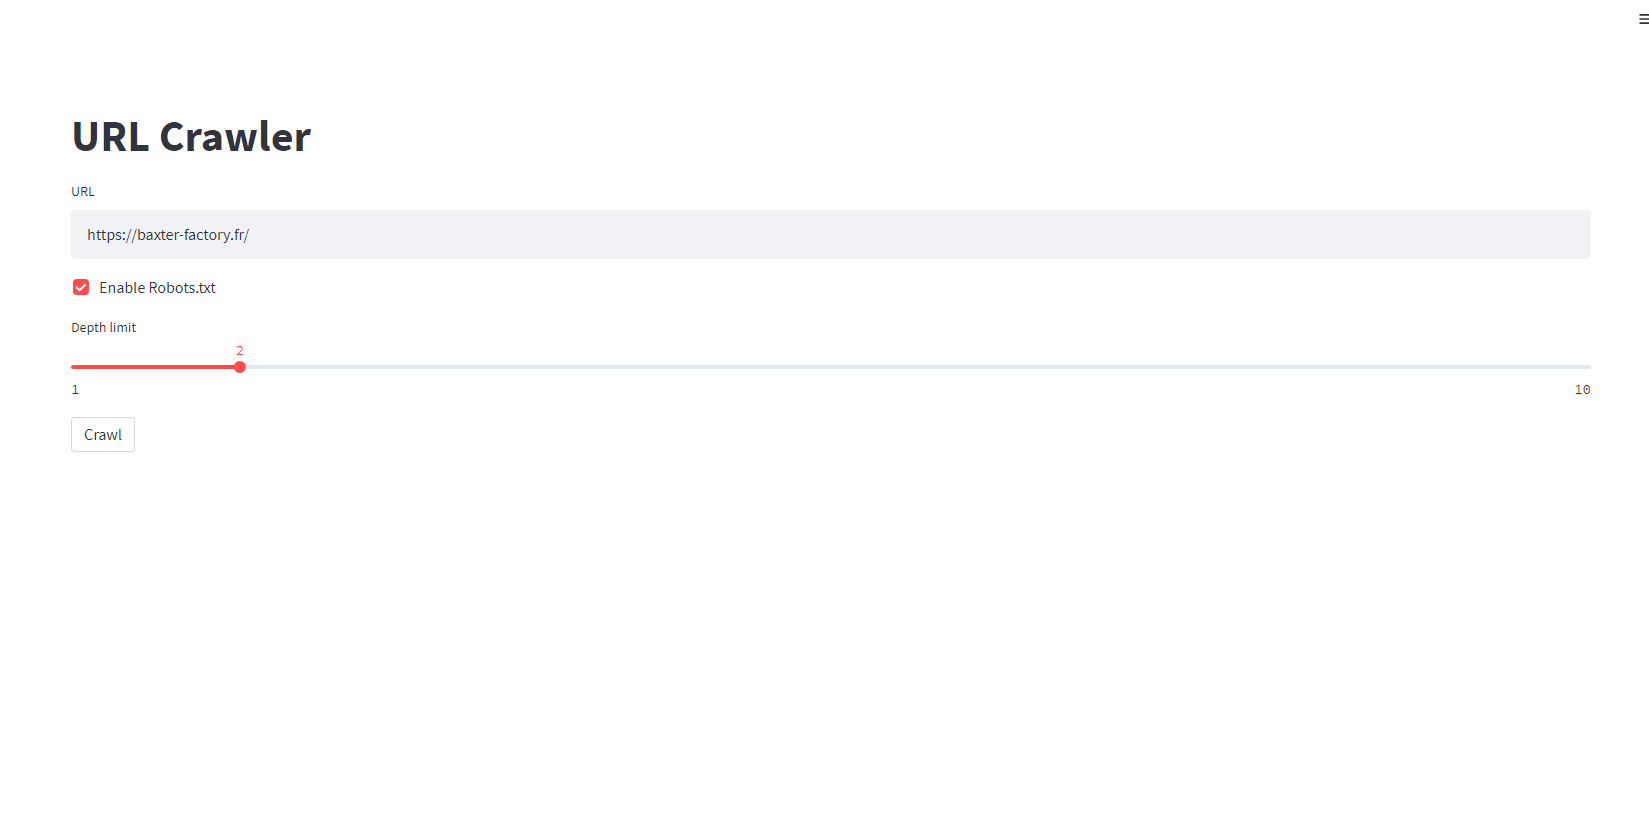 URL Crawler
URL
https://baxter-factory.fr/
Enable Robots.txt
Depth limit
2
1
10
Crawl